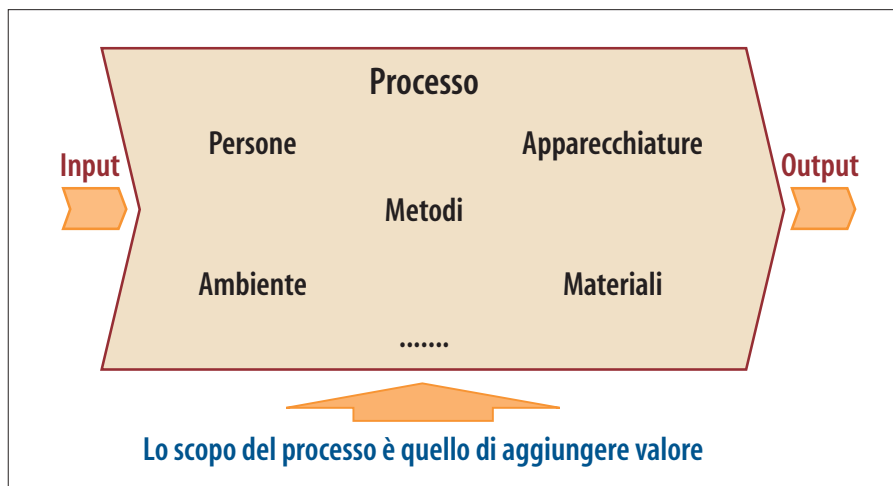 Processo
Persone
Apparecchiature
Input
Output
Metodi
Ambiente
Materiali
.......
Lo scopo del processo è quello di aggiungere valore